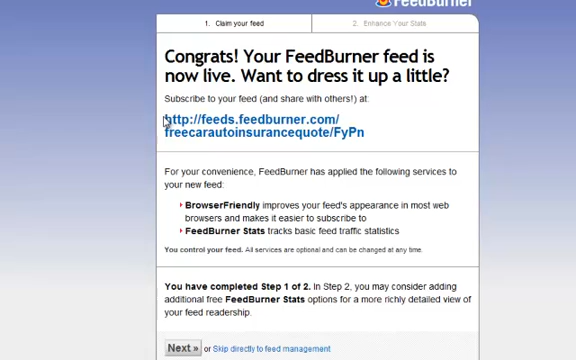 FeedBurner
1. Claim your feed
2. Enhance Your Stats
Congrats! Your FeedBurner feed is
now live. Want to dress it up a little?
Subscribe to your feed (and share with others!) at:
http://feeds.feedburner.com/
freecarautoinsurancequote/FyPn
For your convenience, FeedBurner has applied the following services to
your new feed:
BrowserFriendly improves your feed's appearance in most web
browsers and makes it easier to subscribe to
FeedBurner Stats tracks basic feed traffic statistics
You control your feed. All services are optional and can be changed at any time.
You have completed Step 1 of 2. In Step 2, you may consider adding
additional free FeedBurner Stats options for a more richly detailed view of
your feed readership.
Next » or Skip directly to feed management